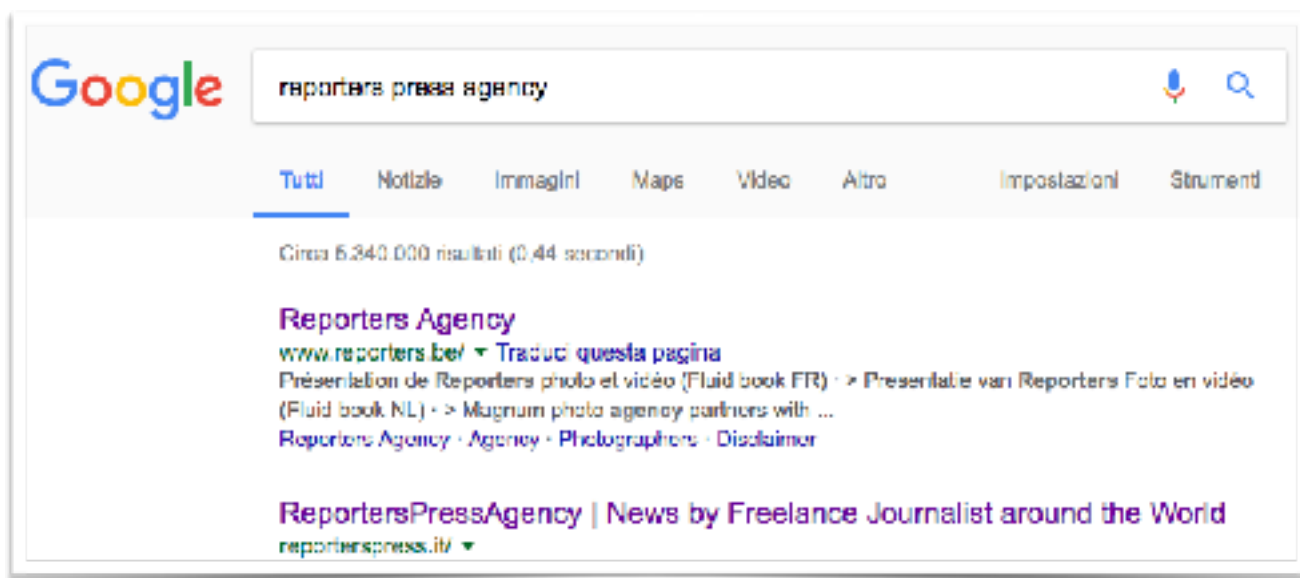 Google
reporters press agency
Tutti Notizie Immagini Maps Video Altro Impostazioni Strumenti
Circa 5.340.000 risultati (0,44 secondi)
Reporters Agency
www.reporters.be/ ▾ Traduci questa pagina
Présentation de Reporters photo et vidéo (Fluid book FR) · > Presentatie van Reporters Foto en vidéo
(Fluid book NL) · > Magnum photo agency partners with ...
Reporters Agency · Agency · Photographers · Disclaimer
ReportersPressAgency | News by Freelance Journalist around the World
reporterspress.it/ ▾